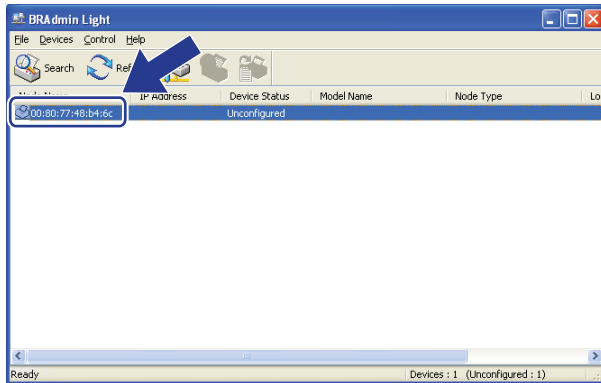 BRAdmin Light
File Devices Control Help
Search
IP Address Device Status Model Name Node Type Lo
00:80:77:48:b4:6c Unconfigured
Ready Devices : 1 (Unconfigured : 1)